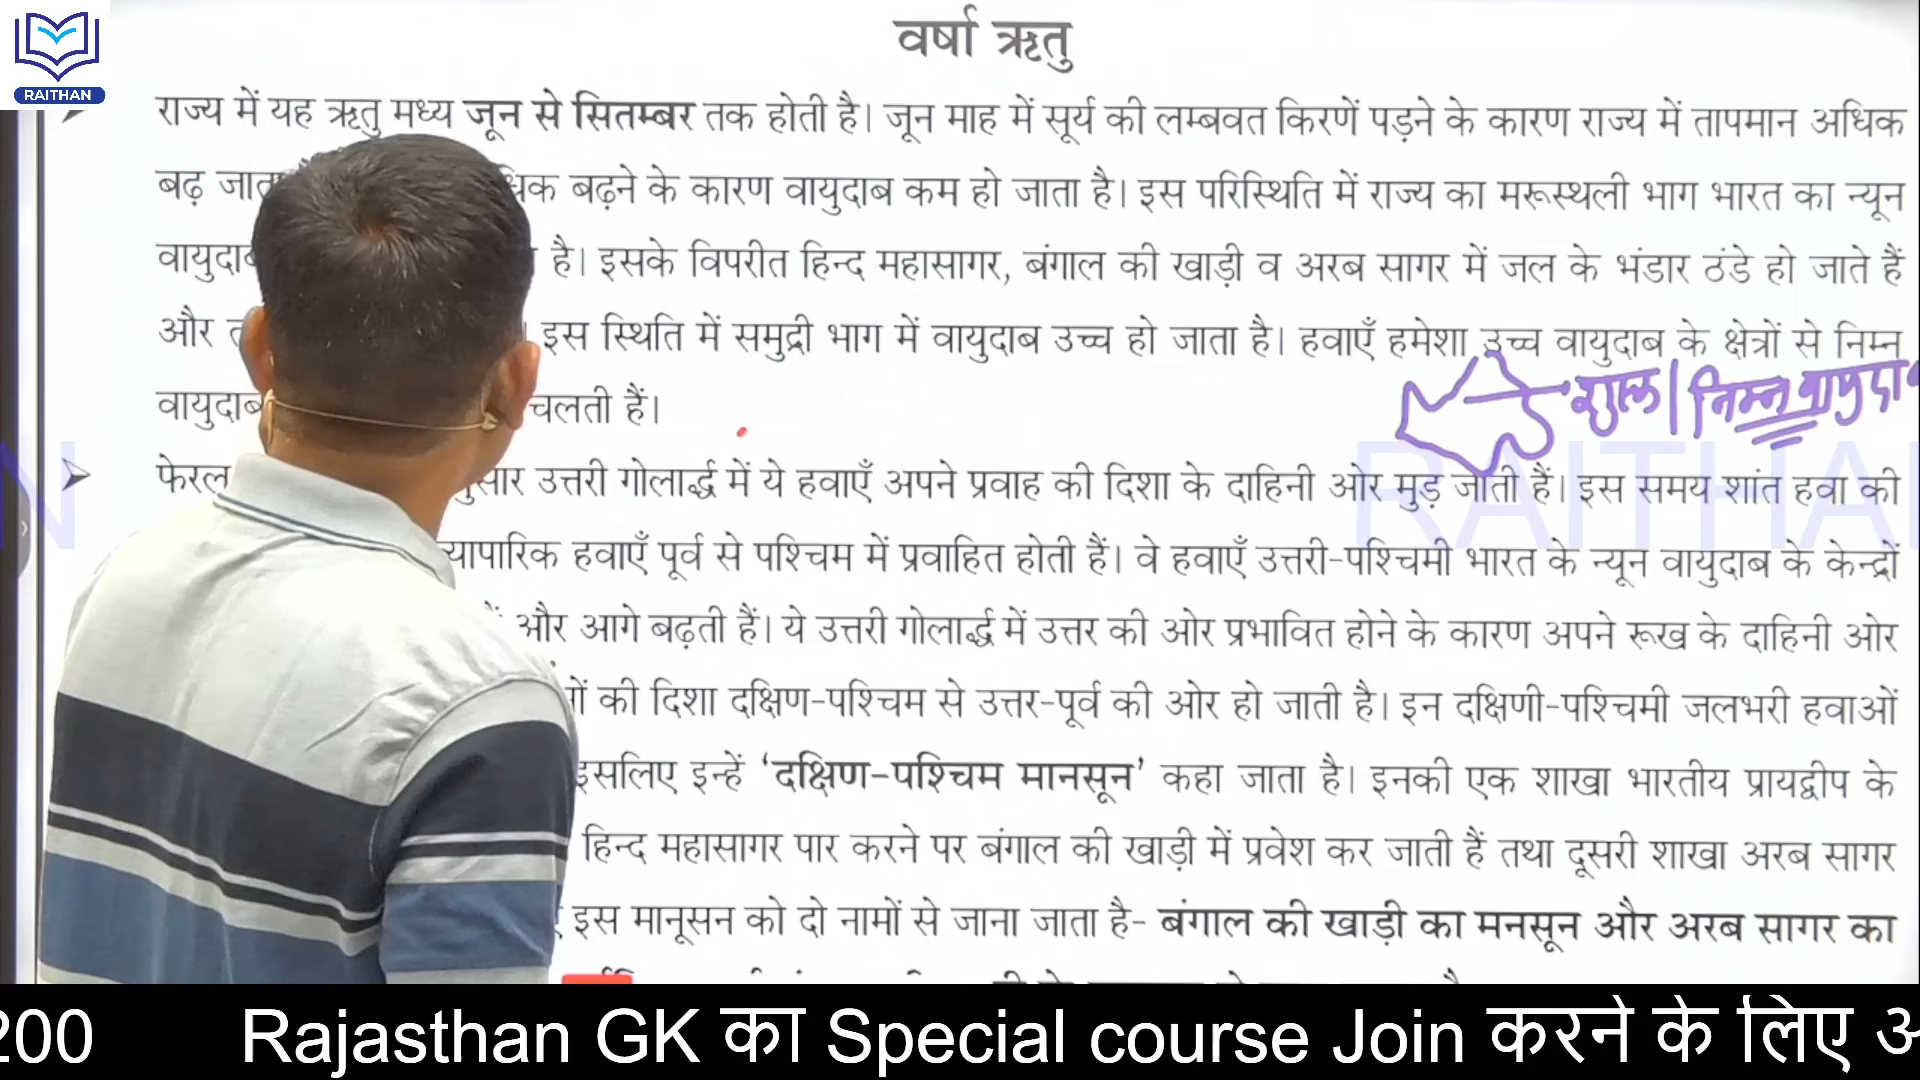 RAITHAN
वर्षा ऋतु
राज्य में यह ऋतु मध्य जून से सितम्बर तक होती है। जून माह में सूर्य की लम्बवत किरणें पड़ने के कारण राज्य में तापमान अधिक
बढ़ बढ़ने के कारण वायुदाब कम हो जाता है। इस परिस्थिति में राज्य का मरूस्थली भाग भारत का न्यून
है। इसके विपरीत हिन्द महासागर, बंगाल की खाड़ी व अरब सागर में जल के भंडार ठंडे हो जाते हैं
और इस स्थिति में समुद्री भाग में वायुदाब उच्च हो जाता है। हवाएँ हमेशा उच्च वायुदाब के क्षेत्रों से निम्न
वायुदाब चलती हैं।
निम्न
उत्तरी गोलार्द्ध में ये हवाएँ अपने प्रवाह की दिशा के दाहिनी ओर मुड़ जाती हैं। इस समय शांत हवा की
हवाएँ पूर्व से पश्चिम में प्रवाहित होती हैं। वे हवाएँ उत्तरी-पश्चिमी भारत के न्यून वायुदाब के केन्द्रों
और आगे बढ़ती हैं। ये उत्तरी गोलार्द्ध में उत्तर की ओर प्रभावित होने के कारण अपने रूख के दाहिनी ओर
की दिशा दक्षिण-पश्चिम से उत्तर-पूर्व की ओर हो जाती है। इन दक्षिणी-पश्चिमी जलभरी हवाओं
इसलिए इन्हें ‘दक्षिण-पश्चिम मानसून’ कहा जाता है। इनकी एक शाखा भारतीय प्रायद्वीप के
हिन्द महासागर पार करने पर बंगाल की खाड़ी में प्रवेश कर जाती हैं तथा दूसरी शाखा अरब सागर
इस मानूसन को दो नामों से जाना जाता है- बंगाल की खाड़ी का मनसून और अरब सागर का
200 Rajasthan GK का Special course Join करने के लिए